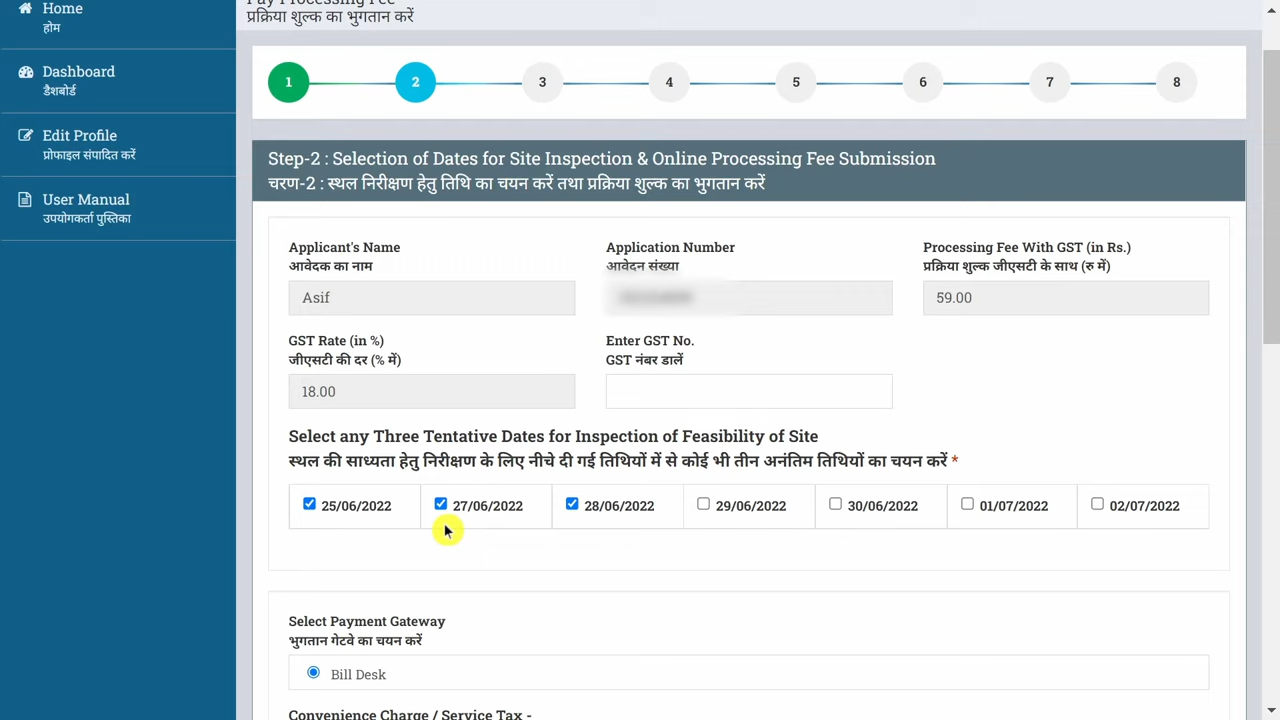 Home
होम
Dashboard
डैशबोर्ड
Edit Profile
प्रोफाइल संपादित करें
User Manual
उपयोगकर्ता पुस्तिका
Pay Processing Fee
प्रक्रिया शुल्क का भुगतान करें
1 2 3 4 5 6 7 8
Step-2 : Selection of Dates for Site Inspection & Online Processing Fee Submission
चरण-2 : स्थल निरीक्षण हेतु तिथि का चयन करें तथा प्रक्रिया शुल्क का भुगतान करें
Applicant's Name Application Number Processing Fee With GST (in Rs.)
आवेदक का नाम आवेदन संख्या प्रक्रिया शुल्क जीएसटी के साथ (रु में)
Asif 59.00
GST Rate (in %) Enter GST No.
जीएसटी की दर (% में) GST नंबर डालें
18.00
Select any Three Tentative Dates for Inspection of Feasibility of Site
स्थल की साध्यता हेतु निरीक्षण के लिए नीचे दी गई तिथियों में से कोई भी तीन अनंतिम तिथियों का चयन करें *
25/06/2022 27/06/2022 28/06/2022 29/06/2022 30/06/2022 01/07/2022 02/07/2022
Select Payment Gateway
भुगतान गेटवे का चयन करें
Bill Desk
Convenience Charge / Service Tax -